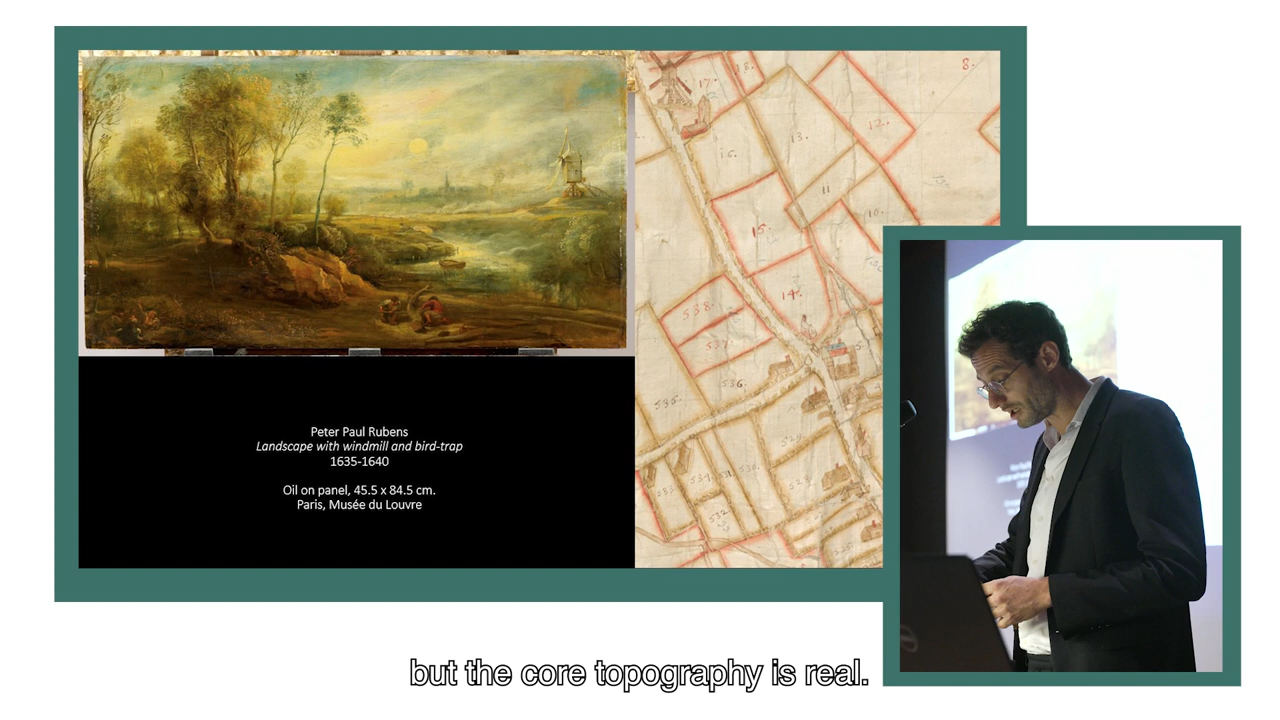 Peter Paul Rubens
Landscape with windmill and bird-trap
1635-1640
Oil on panel, 45.5 x 84.5 cm.
Paris, Musée du Louvre
8.
17.
13.
12.
16.
11
15.
14.
538.
537.
536.
535.
532.
but the core topography is real.